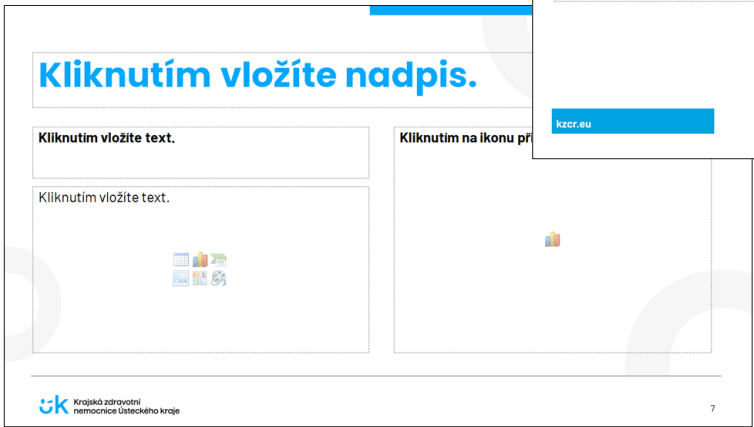 Kliknutím vložíte nadpis.
Kliknutím vložíte text.
Kliknutím na ikonu
kzcr.eu
Kliknutím vložíte text.
Krajská zdravotní
nemocnice Ústeckého kraje
7